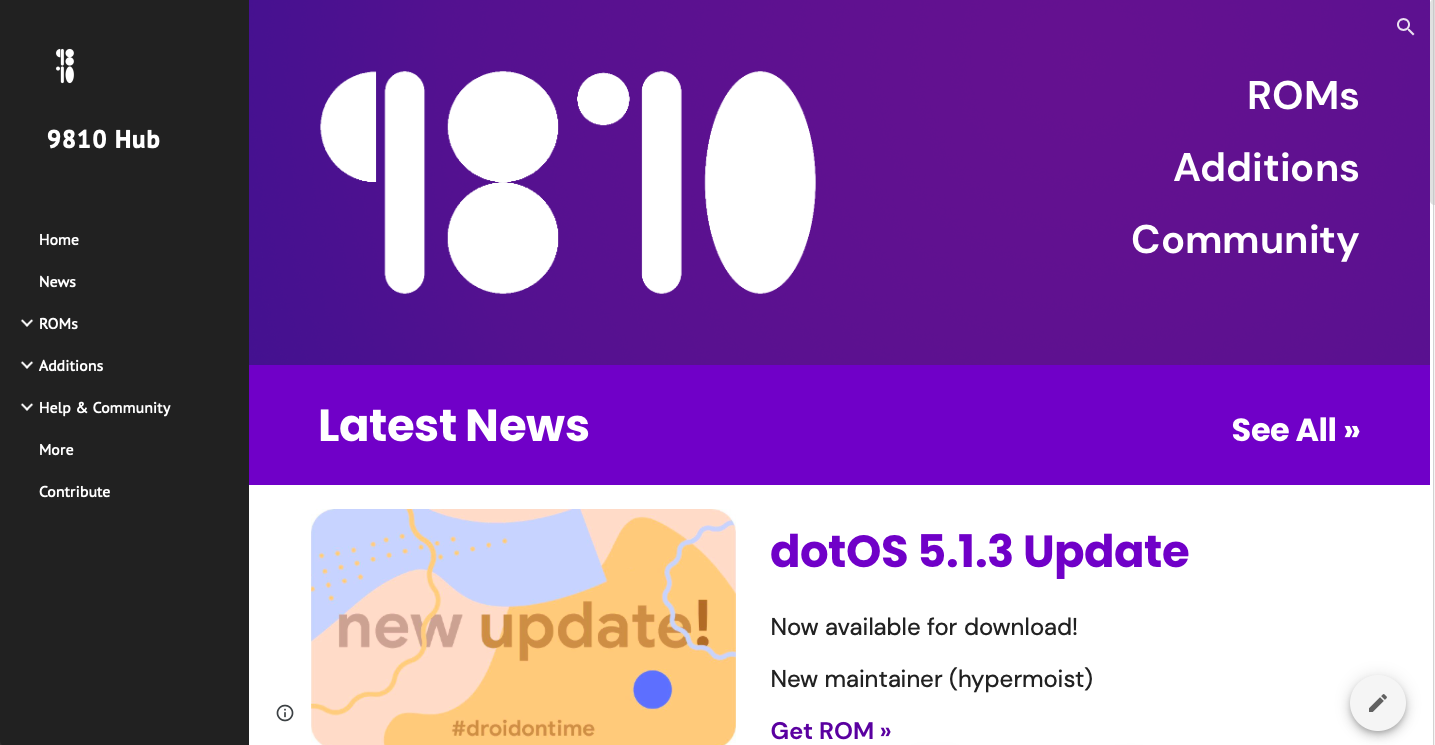 9810
9810 Hub
Home
News
ROMs
Additions
Help & Community
More
Contribute
9810
ROMs
Additions
Community
Latest News
See All »
new update!
#droidontime
dotOS 5.1.3 Update
Now available for download!
New maintainer (hypermoist)
Get ROM »